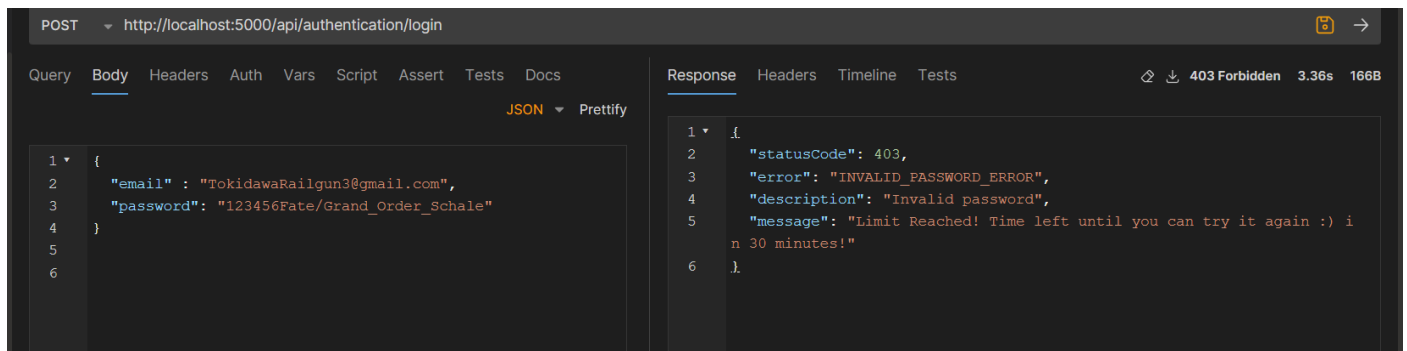 POST http://localhost:5000/api/authentication/login
Query Body Headers Auth Vars Script Assert Tests Docs
JSON Prettify
1 {
2 "email" : "TokidawaRailgun3@gmail.com",
3 "password": "123456Fate/Grand_Order_Schale"
4 }
5
6
Response Headers Timeline Tests 403 Forbidden 3.36s 166B
1 {
2 "statusCode": 403,
3 "error": "INVALID_PASSWORD_ERROR",
4 "description": "Invalid password",
5 "message": "Limit Reached! Time left until you can try it again :) i
n 30 minutes!"
6 }